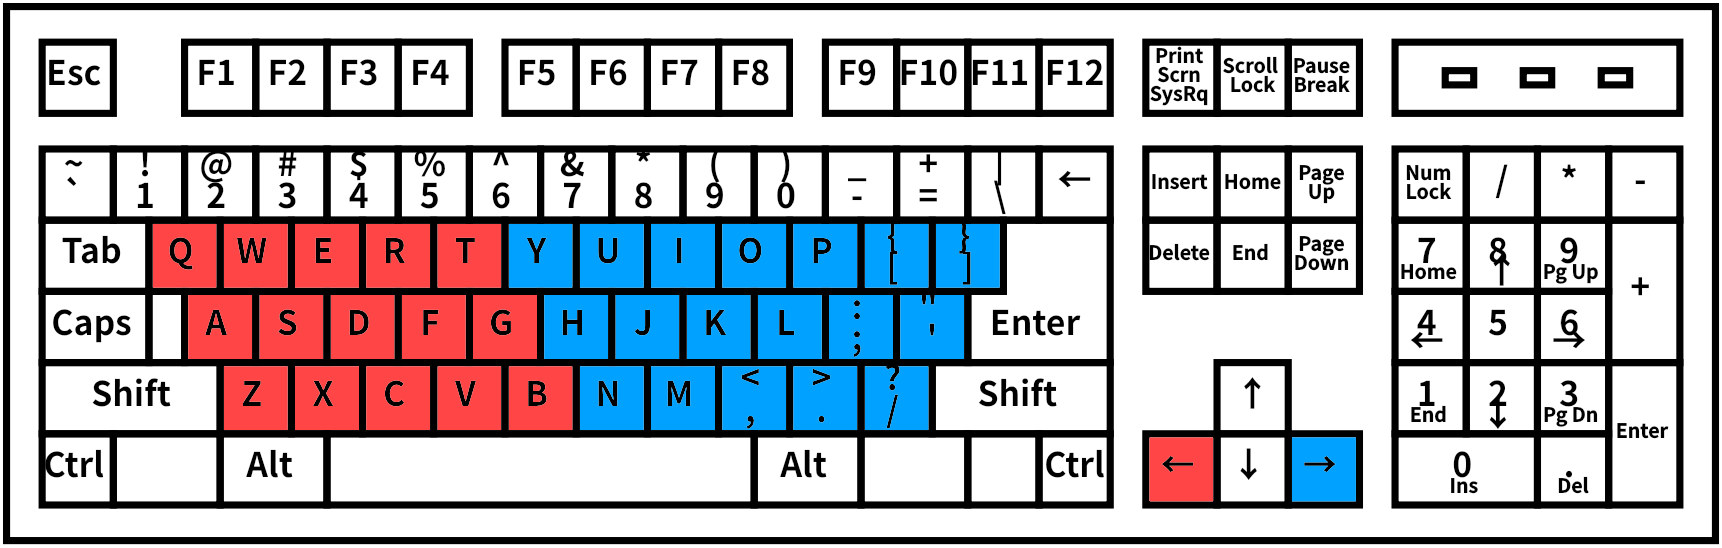 Esc F1 F2 F3 F4 F5 F6 F7 F8 F9 F10 F11 F12 Print Scrn SysRq Scroll Lock Pause Break
~ ` ! 1 @ 2 # 3 $ 4 % 5 ^ 6 & 7 * 8 ( 9 ) 0 _ - + = | \ ← Insert Home Page Up Num Lock / * -
Tab Q W E R T Y U I O P { [ } ] Delete End Page Down 7 Home 8 ↑ 9 Pg Up +
Caps A S D F G H J K L : ; " ' Enter 4 ← 5 6 →
Shift Z X C V B N M < , > . ? / Shift ↑ 1 End 2 ↓ 3 Pg Dn Enter
Ctrl Alt Alt Ctrl ← ↓ → 0 Ins . Del